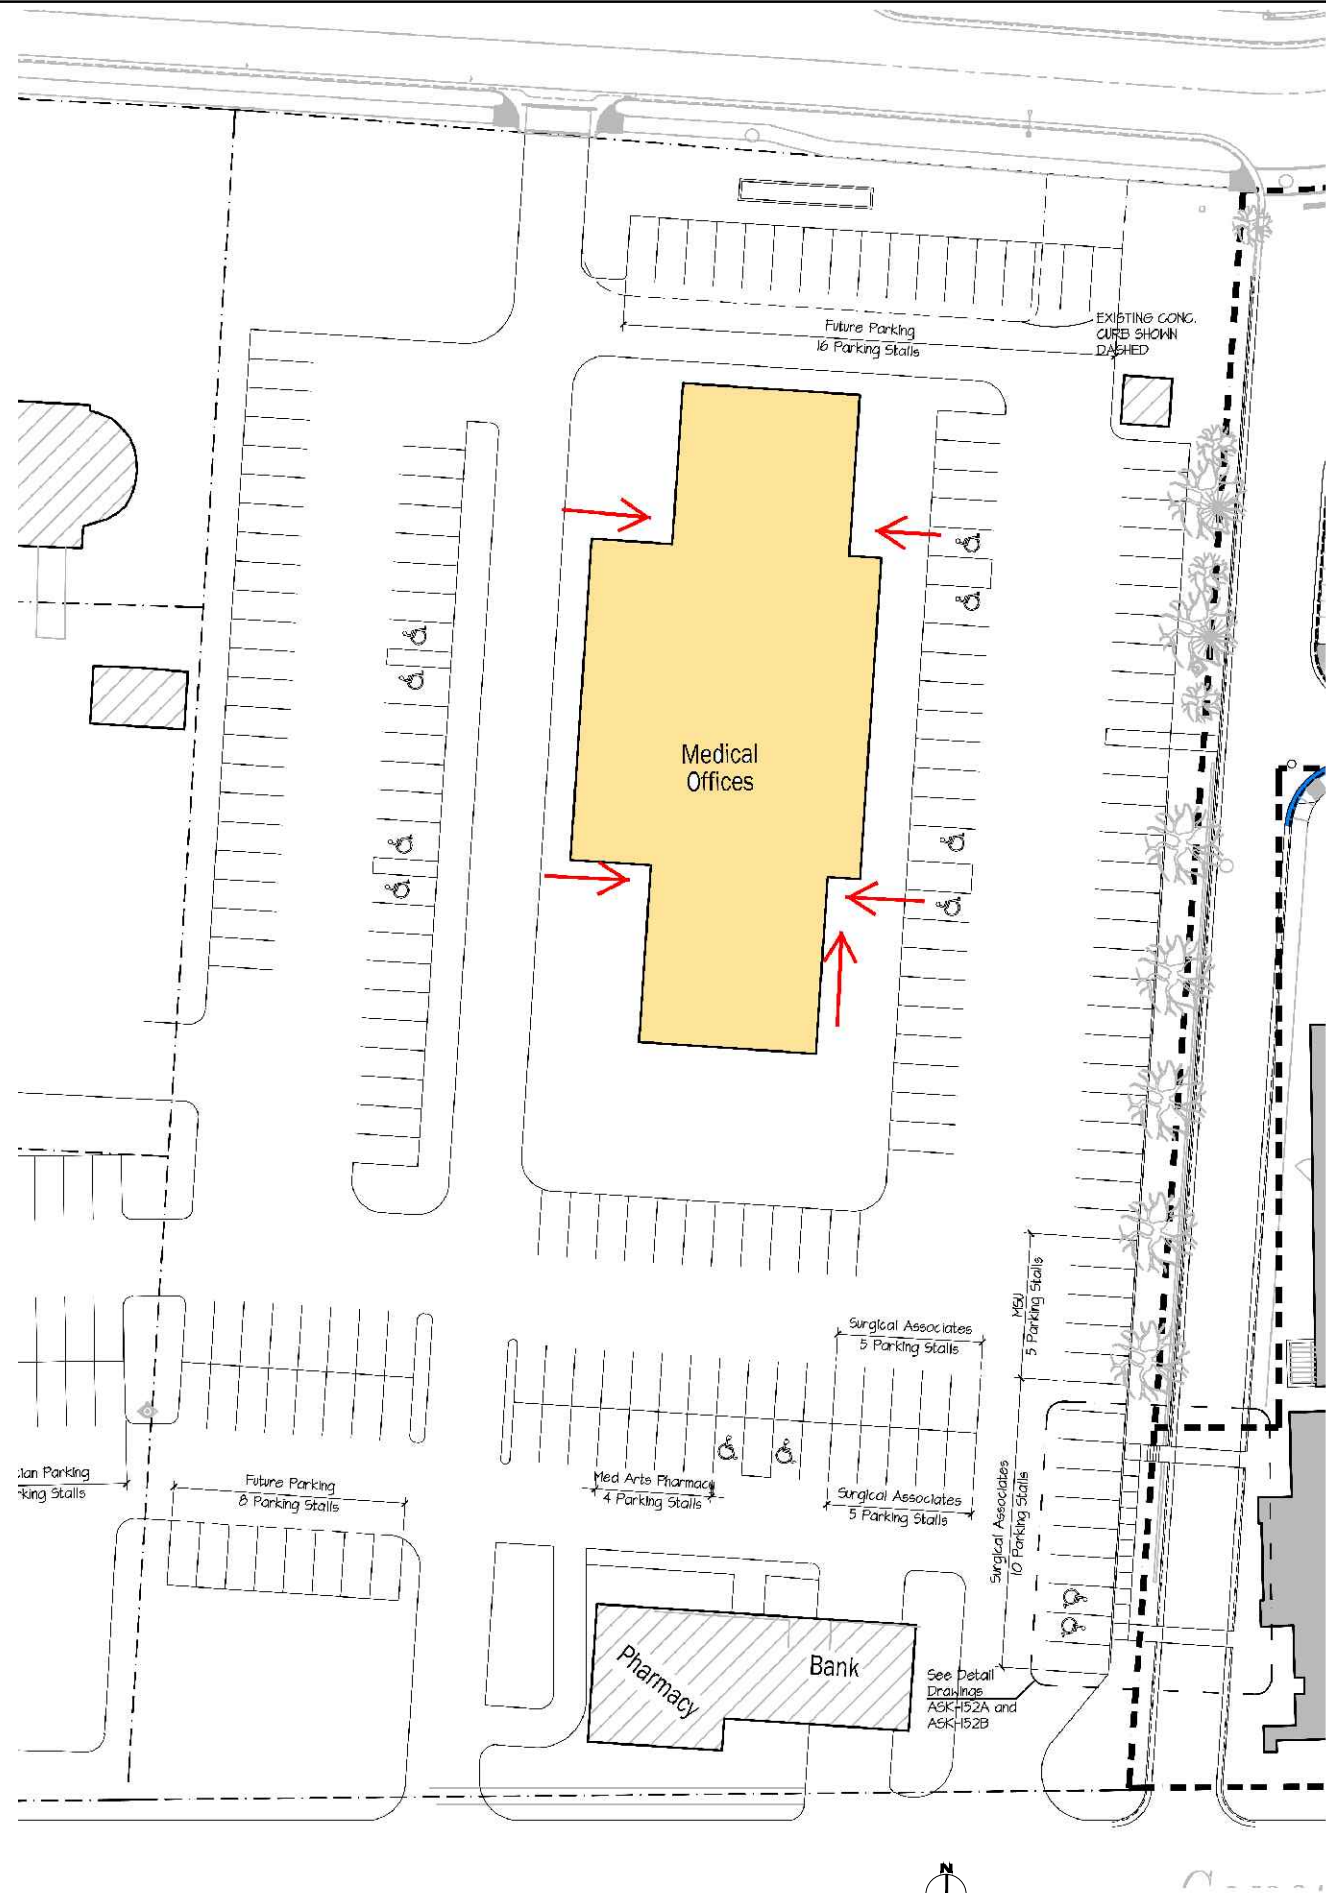 Future Parking
16 Parking Stalls
EXISTING CONC.
CURB SHOWN
DASHED
Medical
Offices
MSU
5 Parking Stalls
Surgical Associates
5 Parking Stalls
Parking
Stalls
Future Parking
8 Parking Stalls
Med Arts Pharmacy
4 Parking Stalls
Surgical Associates
5 Parking Stalls
Surgical Associates
10 Parking Stalls
Pharmacy
Bank
See Detail
Drawings
ASK-152A and
ASK-152B
N